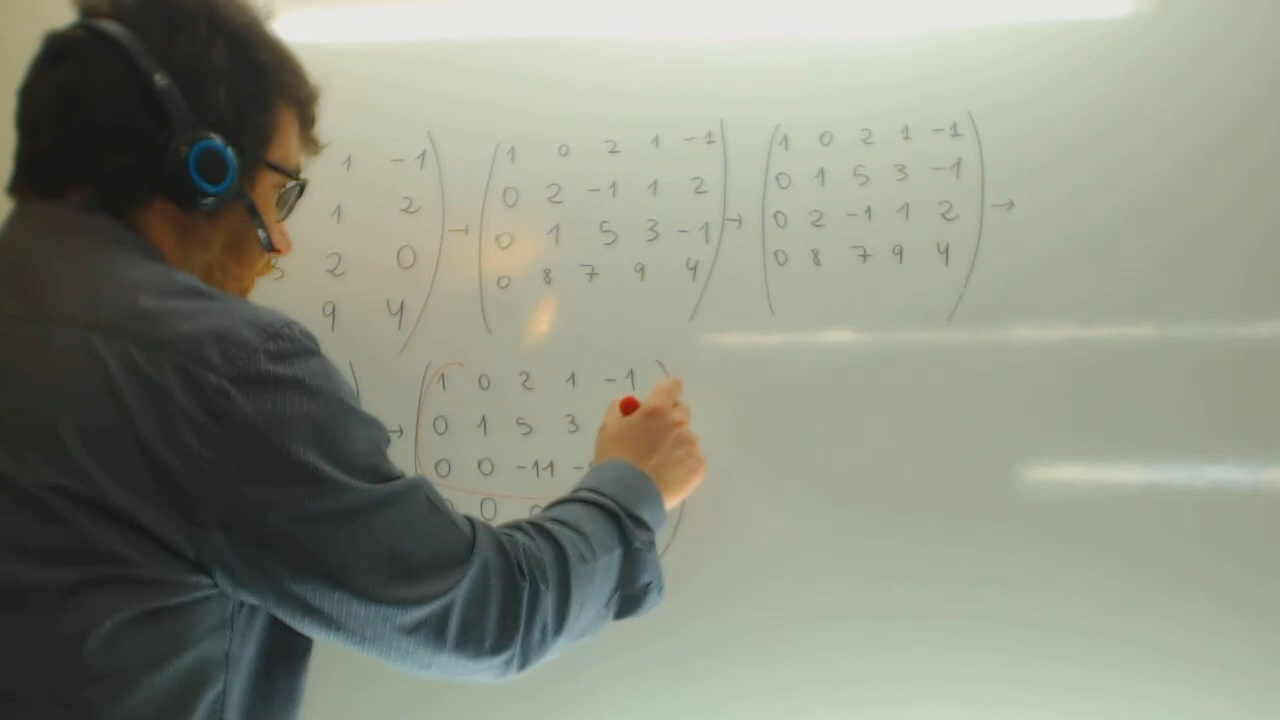 1 -1 → 1 0 2 1 -1 → 1 0 2 1 -1 →
1 2 0 2 -1 1 2 0 1 5 3 -1
2 0 0 1 5 3 -1 0 2 -1 1 2
9 4 0 8 7 9 4 0 8 7 9 4
→ 1 0 2 1 -1
0 1 5 3
0 0 -11
0